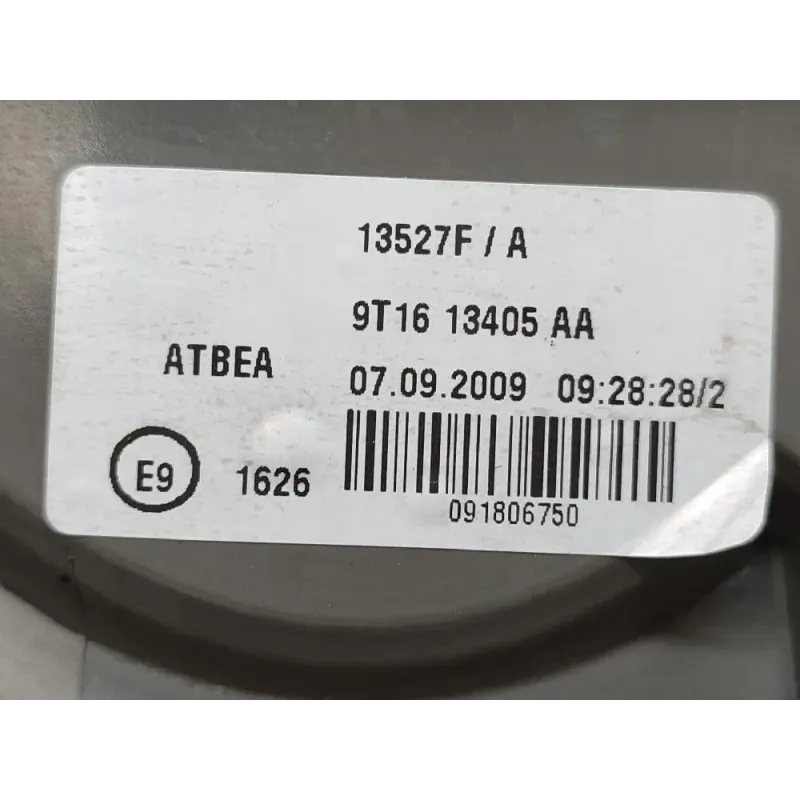 13527F / A
9T16 13405 AA
ATBEA
07.09.2009 09:28:28/2
E9 1626
091806750